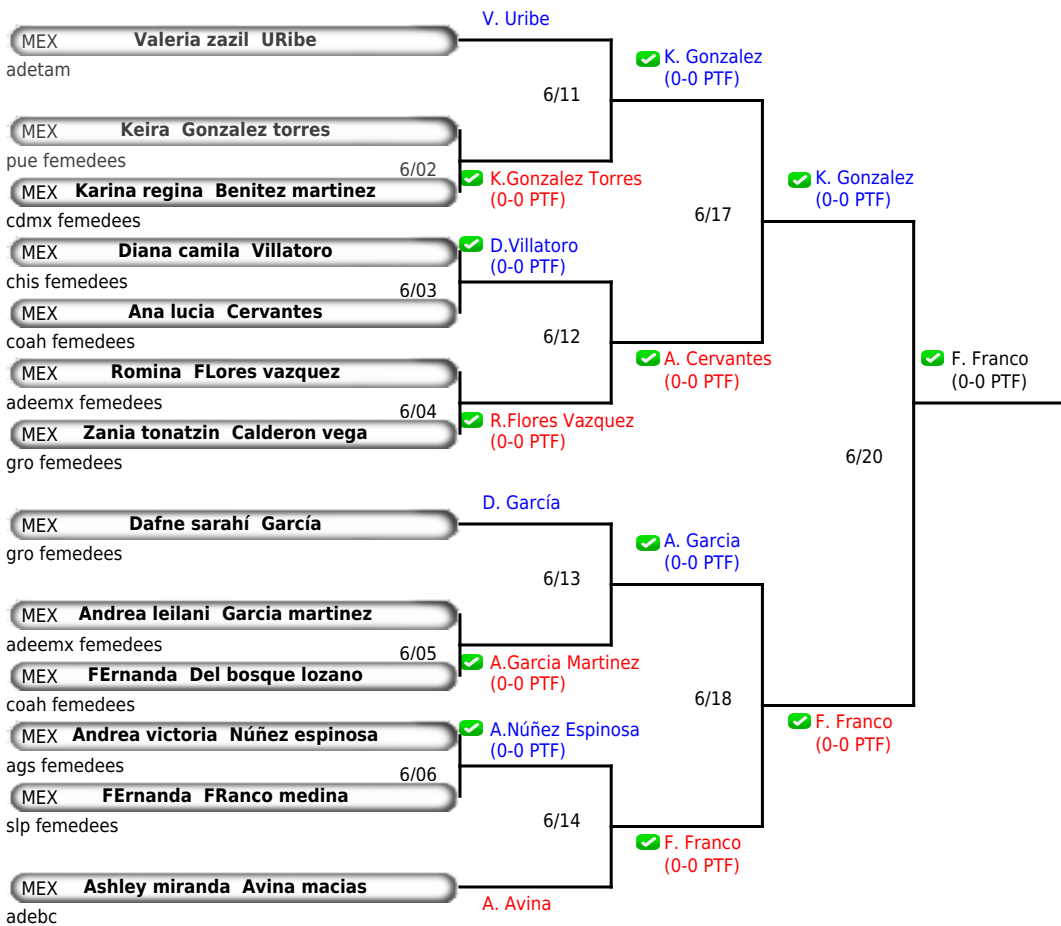 V. Uribe
MEX Valeria zazil URibe
adetam
K. Gonzalez
(0-0 PTF)
6/11
MEX Keira Gonzalez torres
pue femedees
6/02
K.Gonzalez Torres
(0-0 PTF)
MEX Karina regina Benitez martinez
cdmx femedees
K. Gonzalez
(0-0 PTF)
6/17
MEX Diana camila Villatoro
chis femedees
D.Villatoro
(0-0 PTF)
6/03
MEX Ana lucia Cervantes
coah femedees
6/12
A. Cervantes
(0-0 PTF)
MEX Romina FLores vazquez
adeemx femedees
6/04
R.Flores Vazquez
(0-0 PTF)
MEX Zania tonatzin Calderon vega
gro femedees
F. Franco
(0-0 PTF)
6/20
D. García
MEX Dafne sarahí García
gro femedees
A. Garcia
(0-0 PTF)
6/13
MEX Andrea leilani Garcia martinez
adeemx femedees
6/05
A.Garcia Martinez
(0-0 PTF)
MEX FErnanda Del bosque lozano
coah femedees
6/18
F. Franco
(0-0 PTF)
MEX Andrea victoria Núñez espinosa
ags femedees
A.Núñez Espinosa
(0-0 PTF)
6/06
MEX FErnanda FRanco medina
slp femedees
6/14
F. Franco
(0-0 PTF)
MEX Ashley miranda Avina macias
adebc
A. Avina